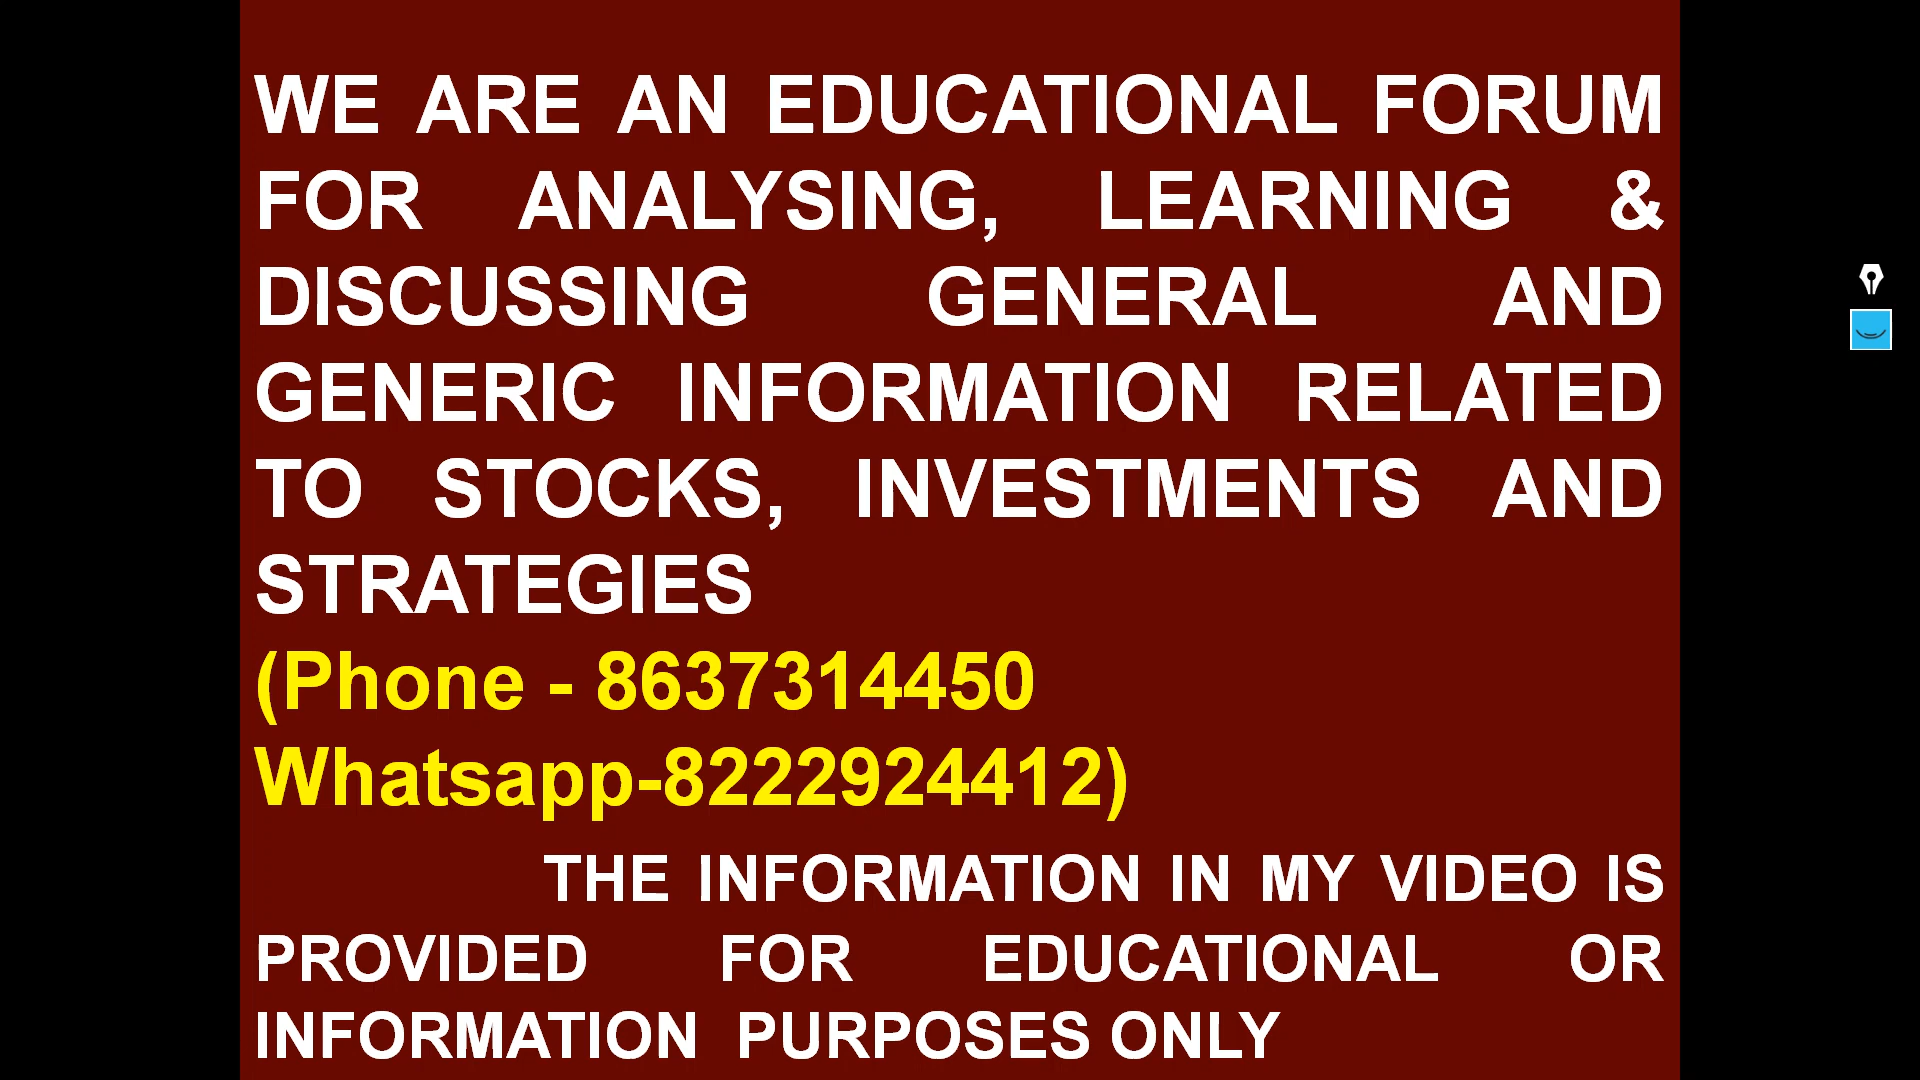 WE ARE AN EDUCATIONAL FORUM
FOR ANALYSING, LEARNING &
DISCUSSING GENERAL AND
GENERIC INFORMATION RELATED
TO STOCKS, INVESTMENTS AND
STRATEGIES
(Phone - 8637314450
Whatsapp-8222924412)
THE INFORMATION IN MY VIDEO IS
PROVIDED FOR EDUCATIONAL OR
INFORMATION PURPOSES ONLY